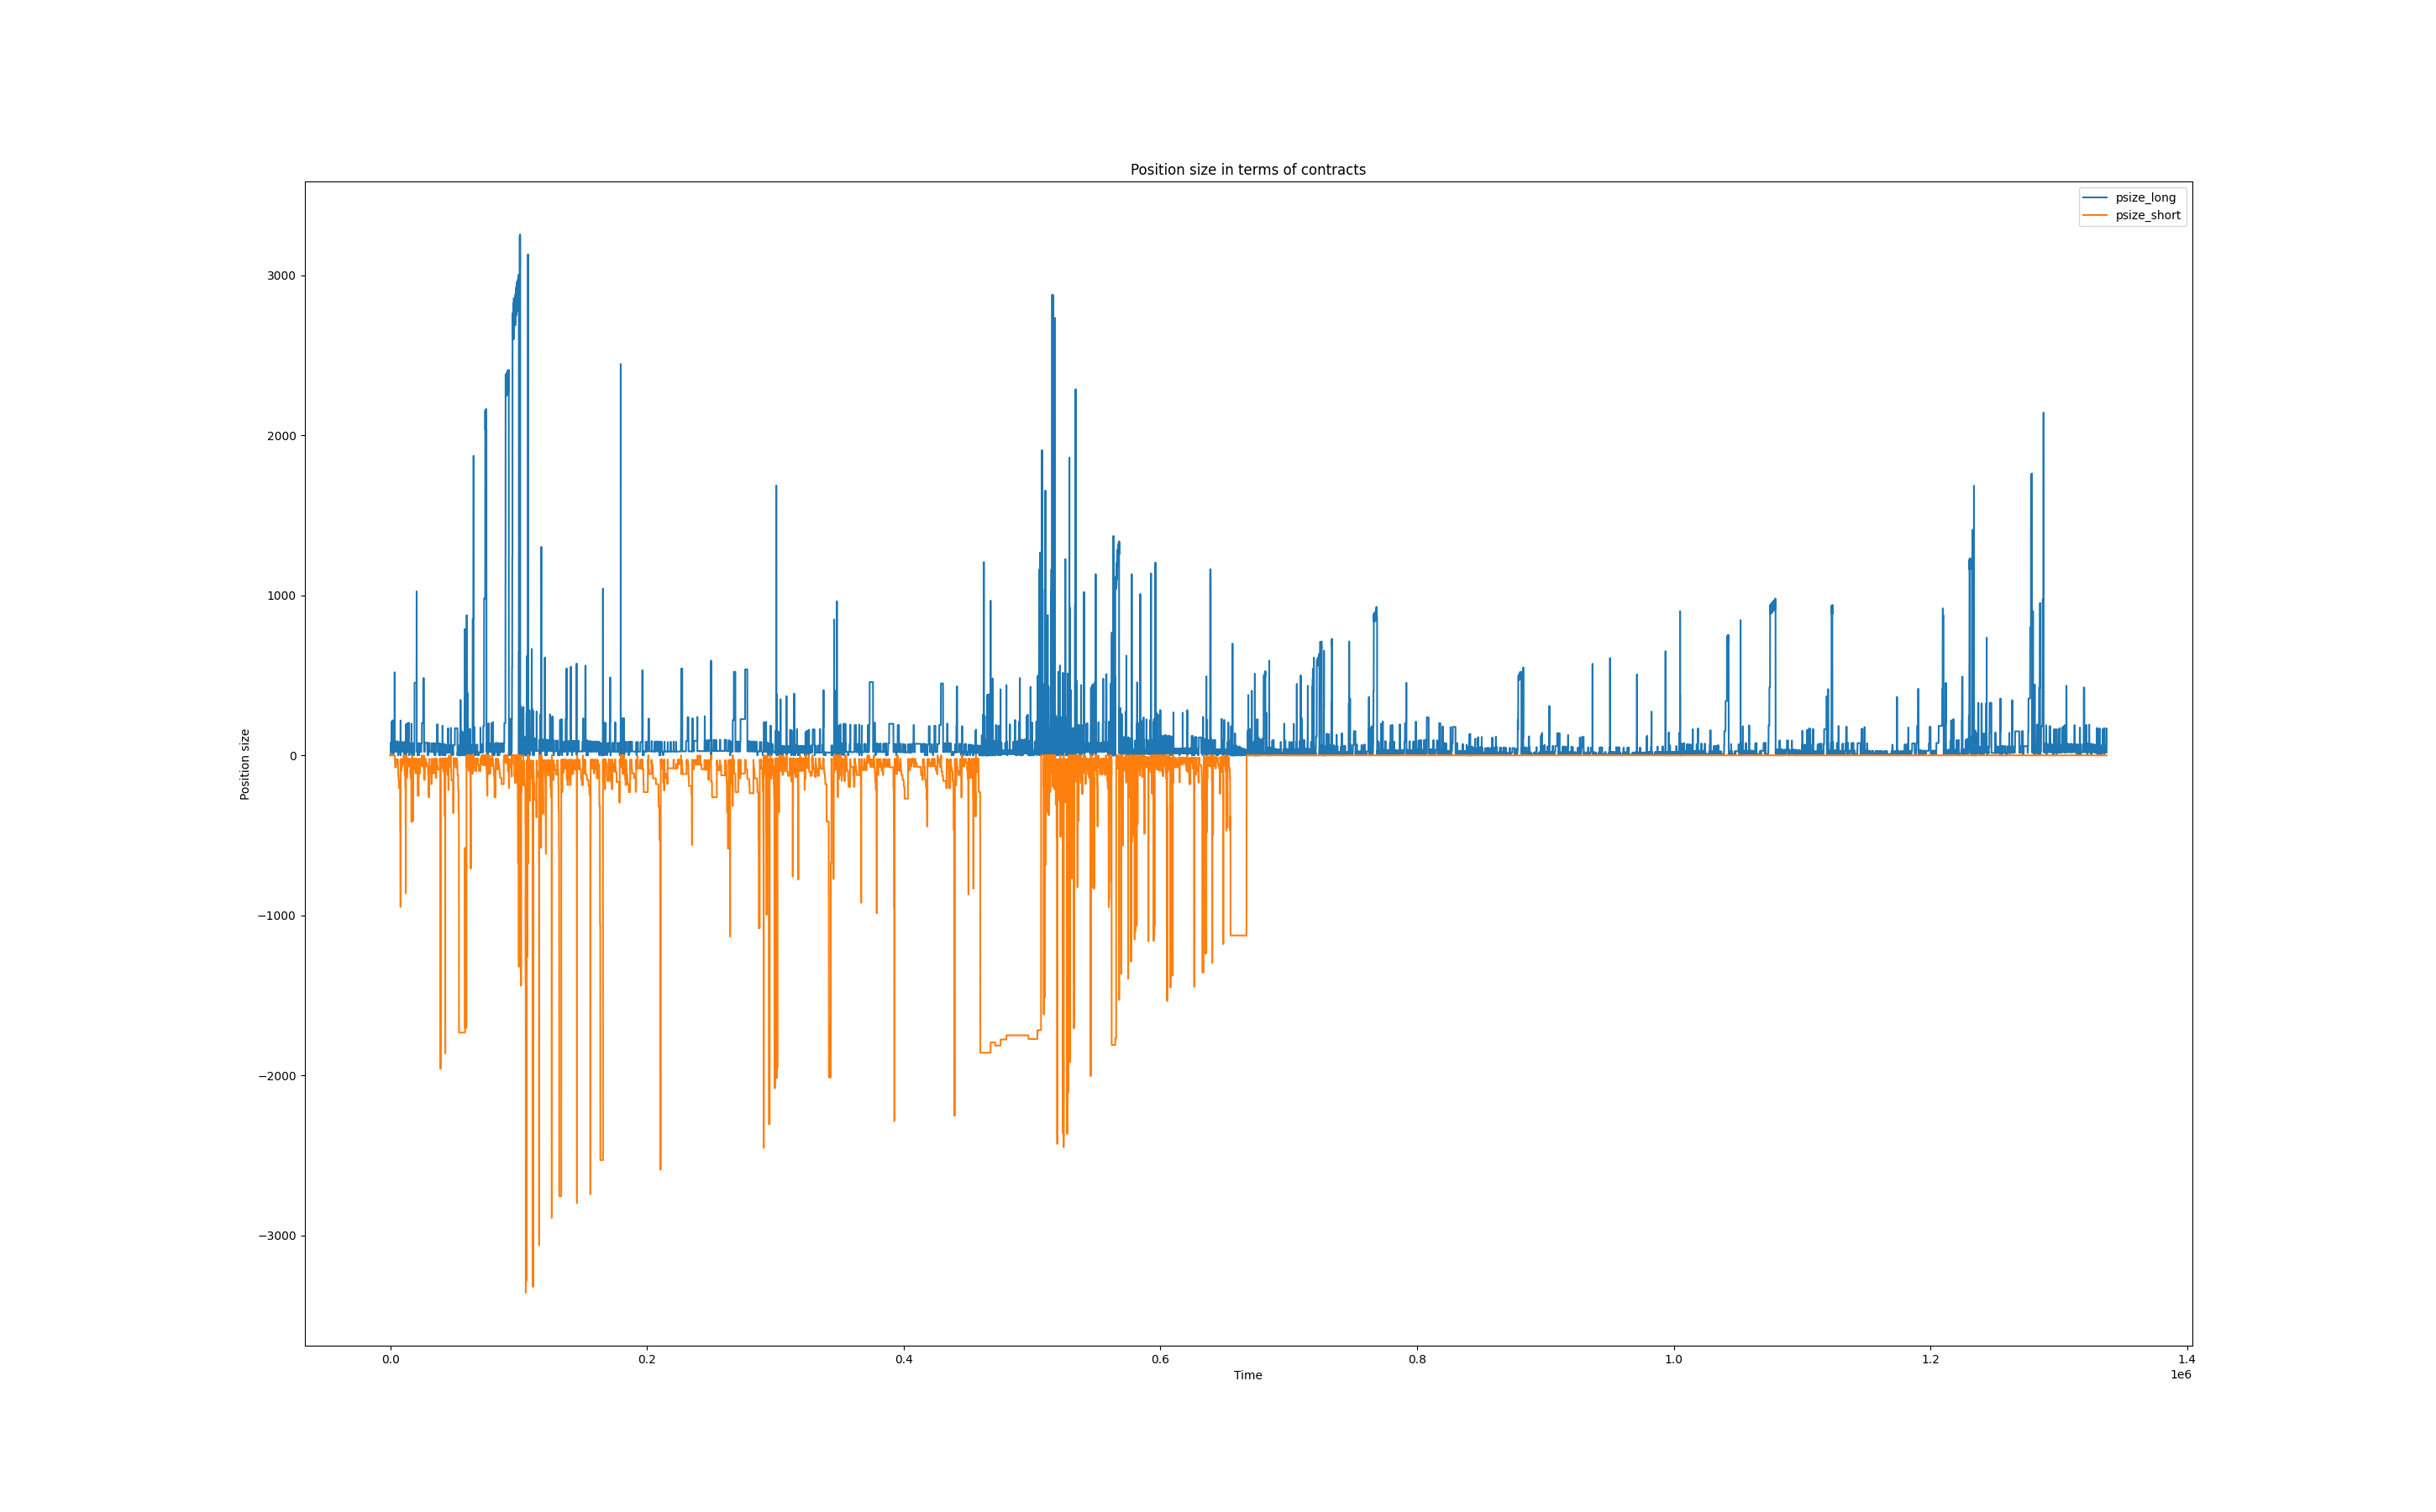 Position size in terms of contracts
psize_long
psize_short
3000
2000
1000
0
−1000
−2000
−3000
Position size
0.0
0.2
0.4
0.6
0.8
1.0
1.2
1.4
1e6
Time